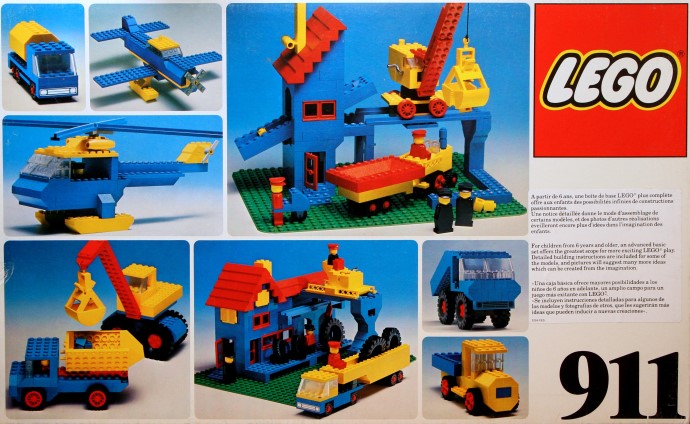 LEGO®
A partir de 6 ans, une boîte de base LEGO® plus complète
offre aux enfants des possibilités infinies de constructions
passionnantes.
Une notice détaillée donne le mode d'assemblage de
certains modèles, et des photos d'autres réalisations
éveilleront encore plus d'idées dans l'imagination des
enfants.
For children from 6 years and older, an advanced basic
set offers the greatest scope for more exciting LEGO® play.
Detailed building instructions are included for some of
the models, and pictures will suggest many more ideas
which can be created from the imagination.
«Una caja básica ofrece mayores posibilidades a los
niños de 6 años en adelante, un amplio campo para un
juego más excitante con LEGO®.
«Se incluyen instrucciones detalladas para algunos de
los modelos y fotografías de otros, que les sugerirán más
ideas que pueden inducir a nuevas creaciones».
911